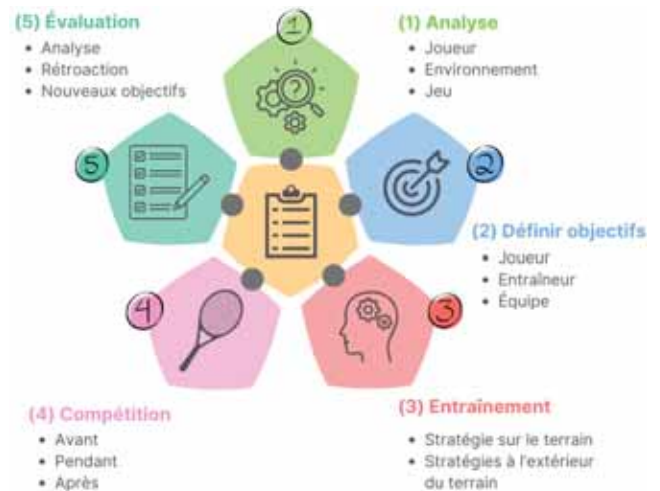 (1) Analyse
• Joueur
• Environnement
• Jeu
(2) Définir objectifs
• Joueur
• Entraîneur
• Équipe
(3) Entraînement
• Stratégie sur le terrain
• Stratégies à l'extérieur
du terrain
(4) Compétition
• Avant
• Pendant
• Après
(5) Évaluation
• Analyse
• Rétroaction
• Nouveaux objectifs
1
?
2
3
4
5